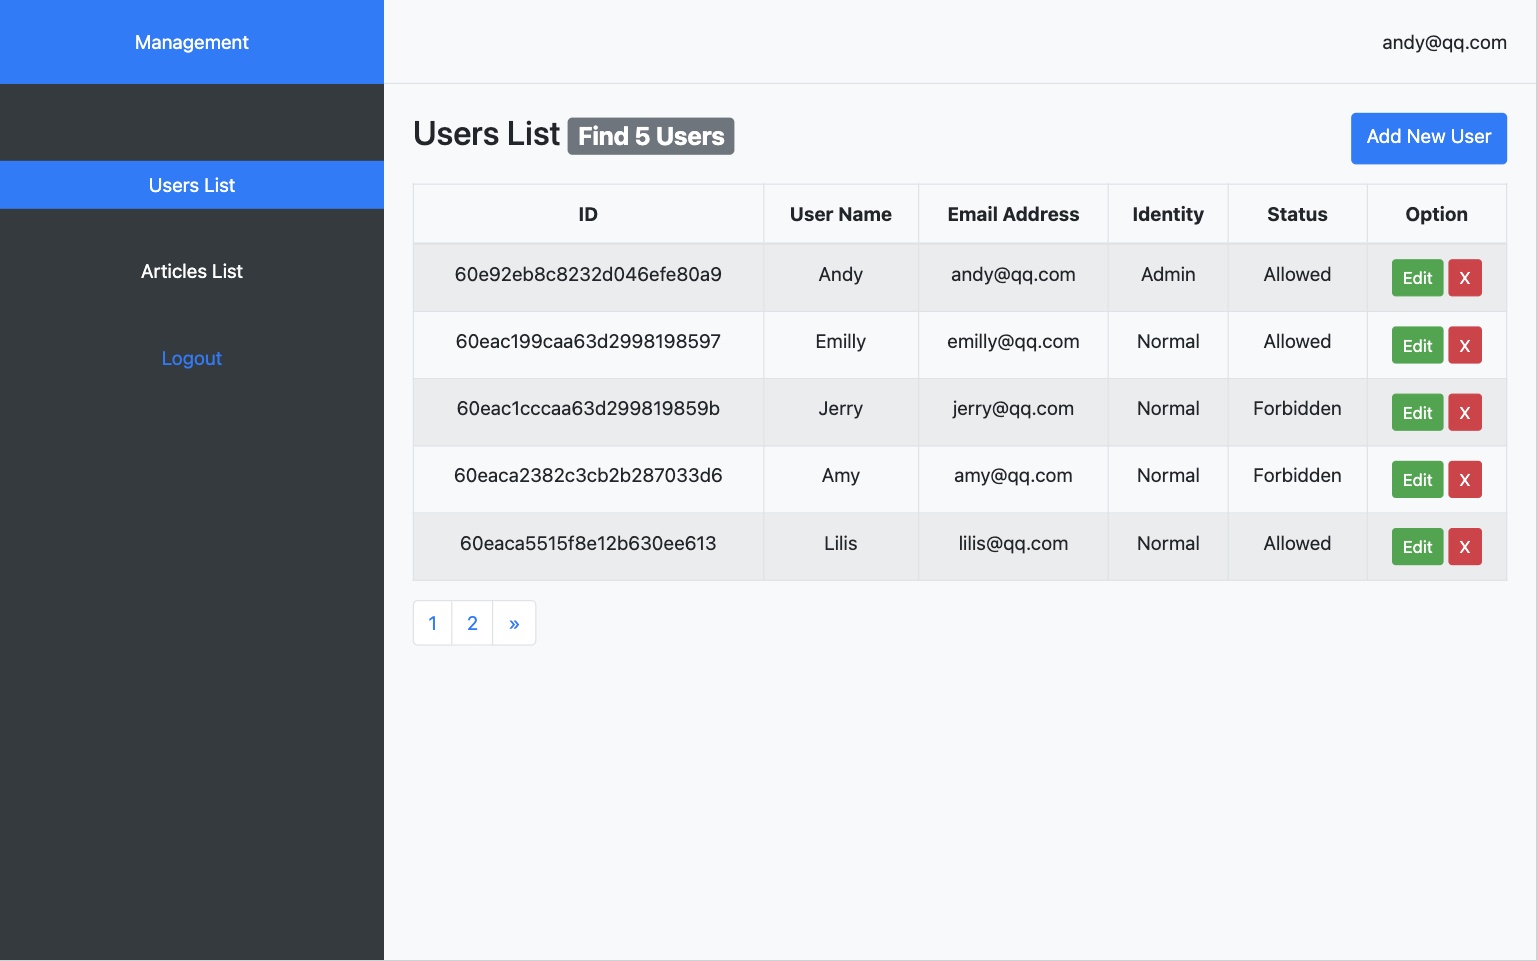 Management
andy@qq.com
Users List
Articles List
Logout
Users List Find 5 Users
Add New User
ID User Name Email Address Identity Status Option
60e92eb8c8232d046efe80a9 Andy andy@qq.com Admin Allowed Edit X
60eac199caa63d2998198597 Emilly emilly@qq.com Normal Allowed Edit X
60eac1cccaa63d299819859b Jerry jerry@qq.com Normal Forbidden Edit X
60eaca2382c3cb2b287033d6 Amy amy@qq.com Normal Forbidden Edit X
60eaca5515f8e12b630ee613 Lilis lilis@qq.com Normal Allowed Edit X
1 2 »